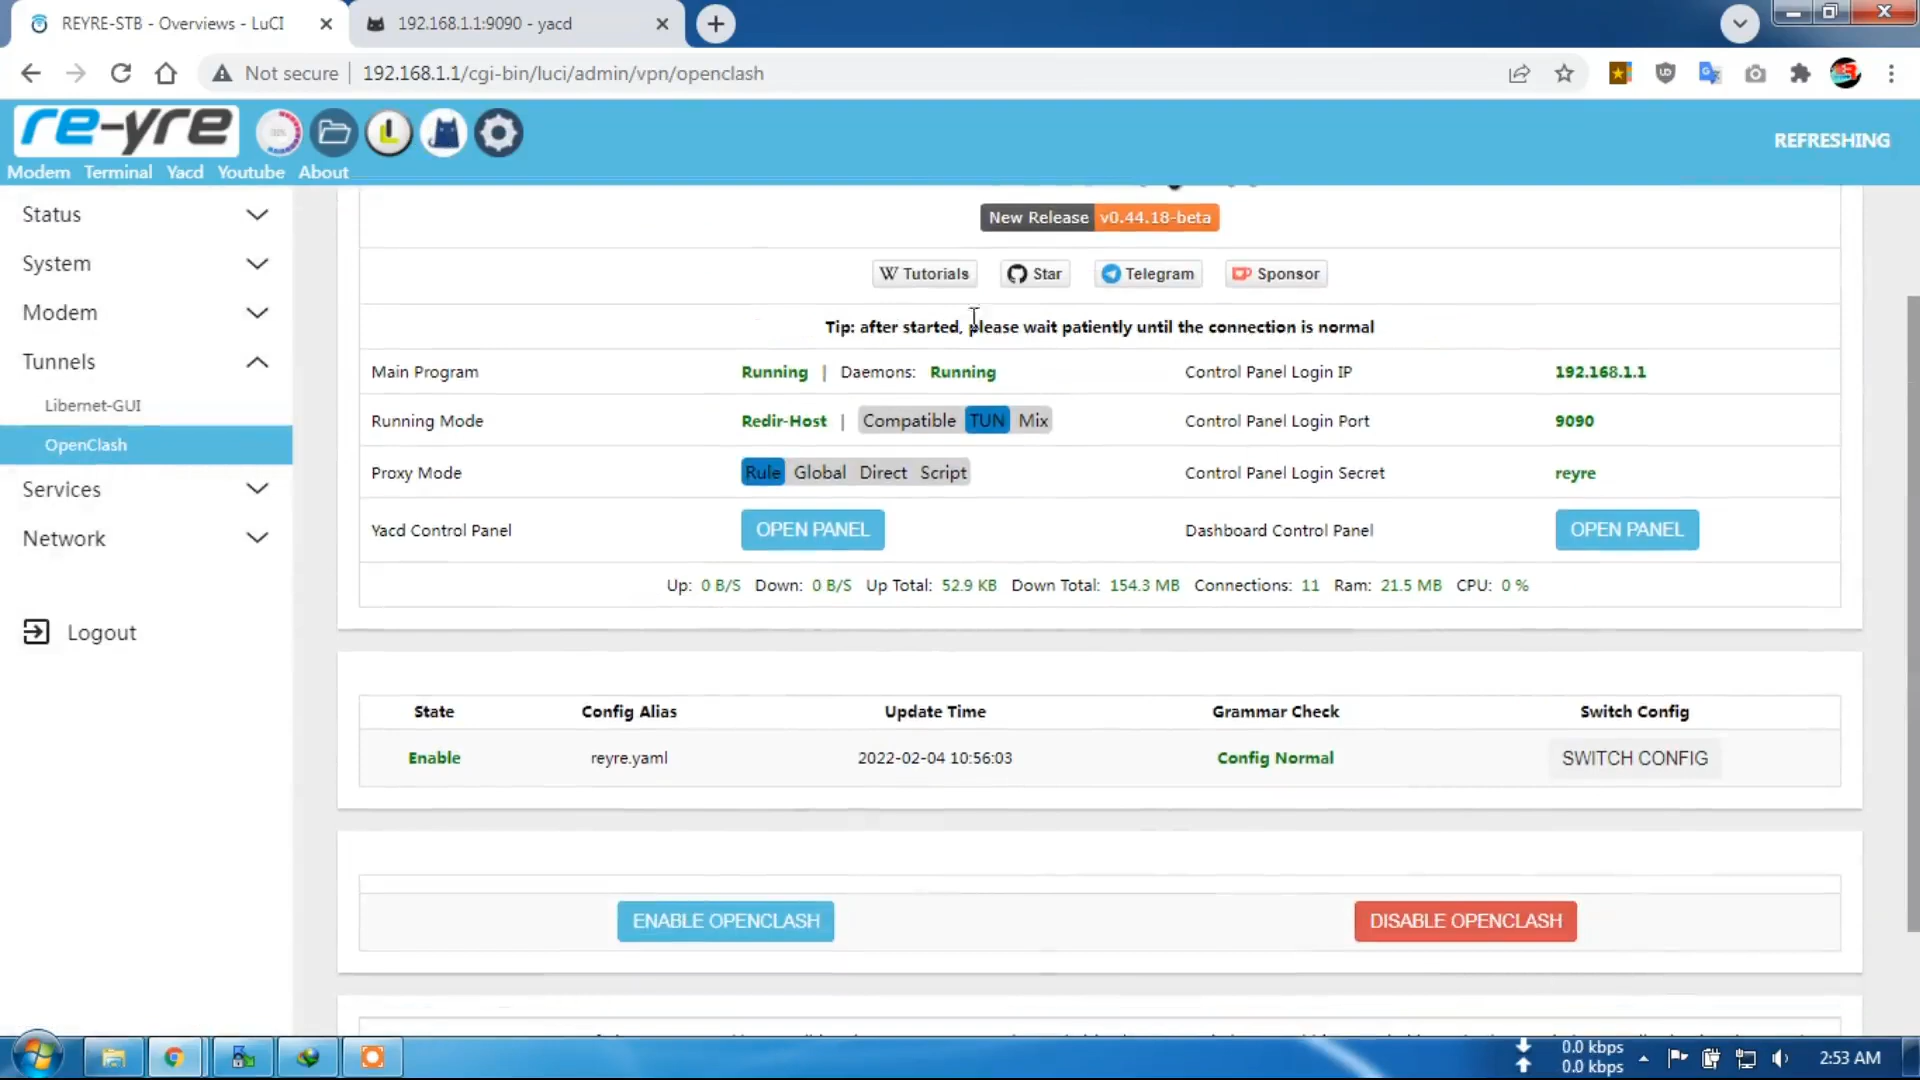 REYRE-STB - Overviews - LuCI
192.168.1.1:9090 - yacd
Not secure
192.168.1.1/cgi-bin/luci/admin/vpn/openclash
re-yre
REFRESHING
Modem Terminal Yacd Youtube About
Status
System
Modem
Tunnels
Libernet-GUI
OpenClash
Services
Network
Logout
New Release v0.44.18-beta
Tutorials Star Telegram Sponsor
Tip: after started, please wait patiently until the connection is normal
Main Program Running | Daemons: Running Control Panel Login IP 192.168.1.1
Running Mode Redir-Host | Compatible TUN Mix Control Panel Login Port 9090
Proxy Mode Rule Global Direct Script Control Panel Login Secret reyre
Yacd Control Panel OPEN PANEL Dashboard Control Panel OPEN PANEL
Up: 0 B/S Down: 0 B/S Up Total: 52.9 KB Down Total: 154.3 MB Connections: 11 Ram: 21.5 MB CPU: 0 %
State Config Alias Update Time Grammar Check Switch Config
Enable reyre.yaml 2022-02-04 10:56:03 Config Normal SWITCH CONFIG
ENABLE OPENCLASH DISABLE OPENCLASH
0.0 kbps
0.0 kbps
2:53 AM